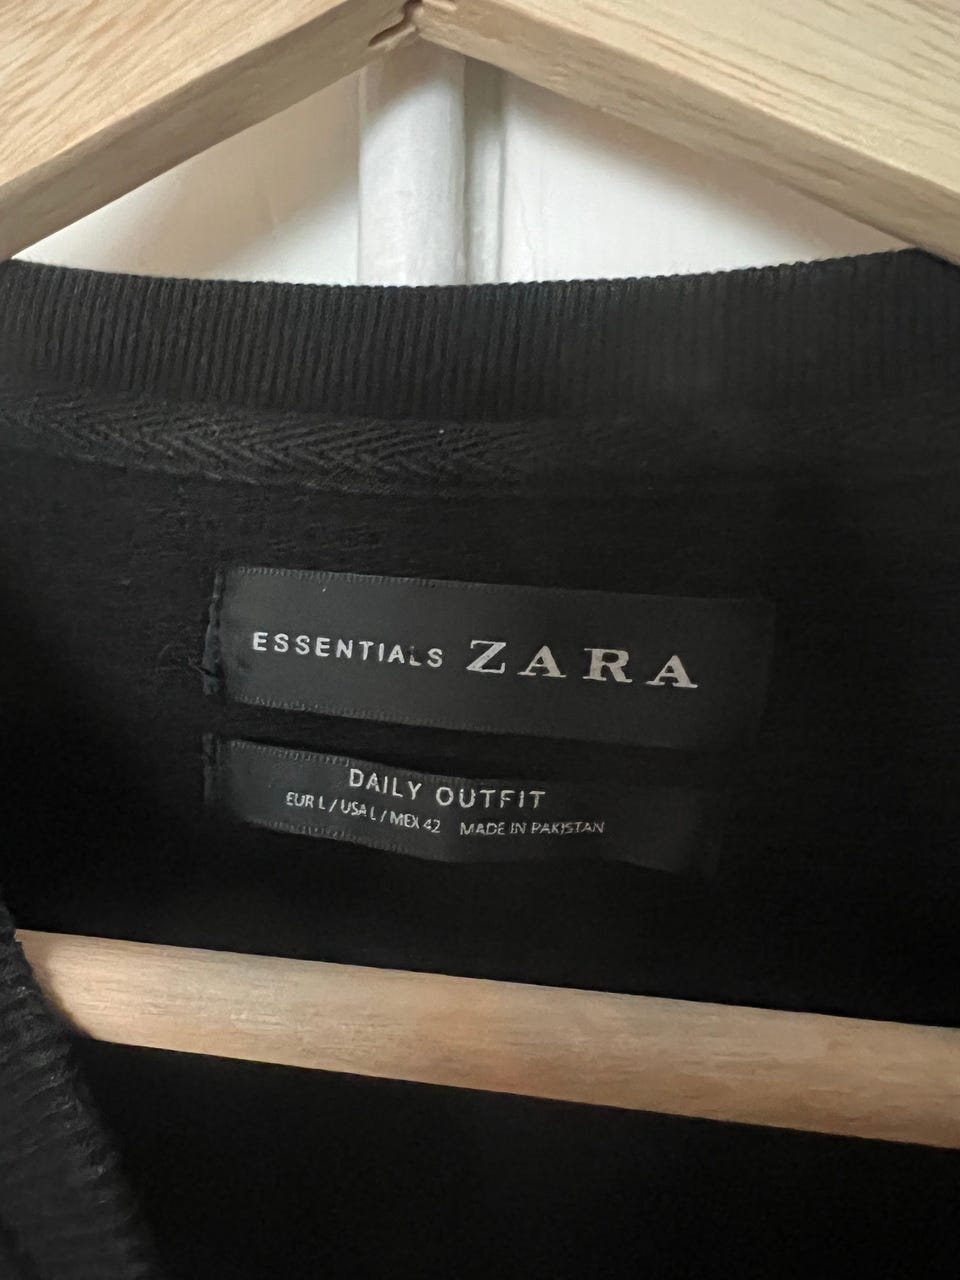 ESSENTIALS ZARA
DAILY OUTFIT
EUR L / USA L / MEX 42 MADE IN PAKISTAN